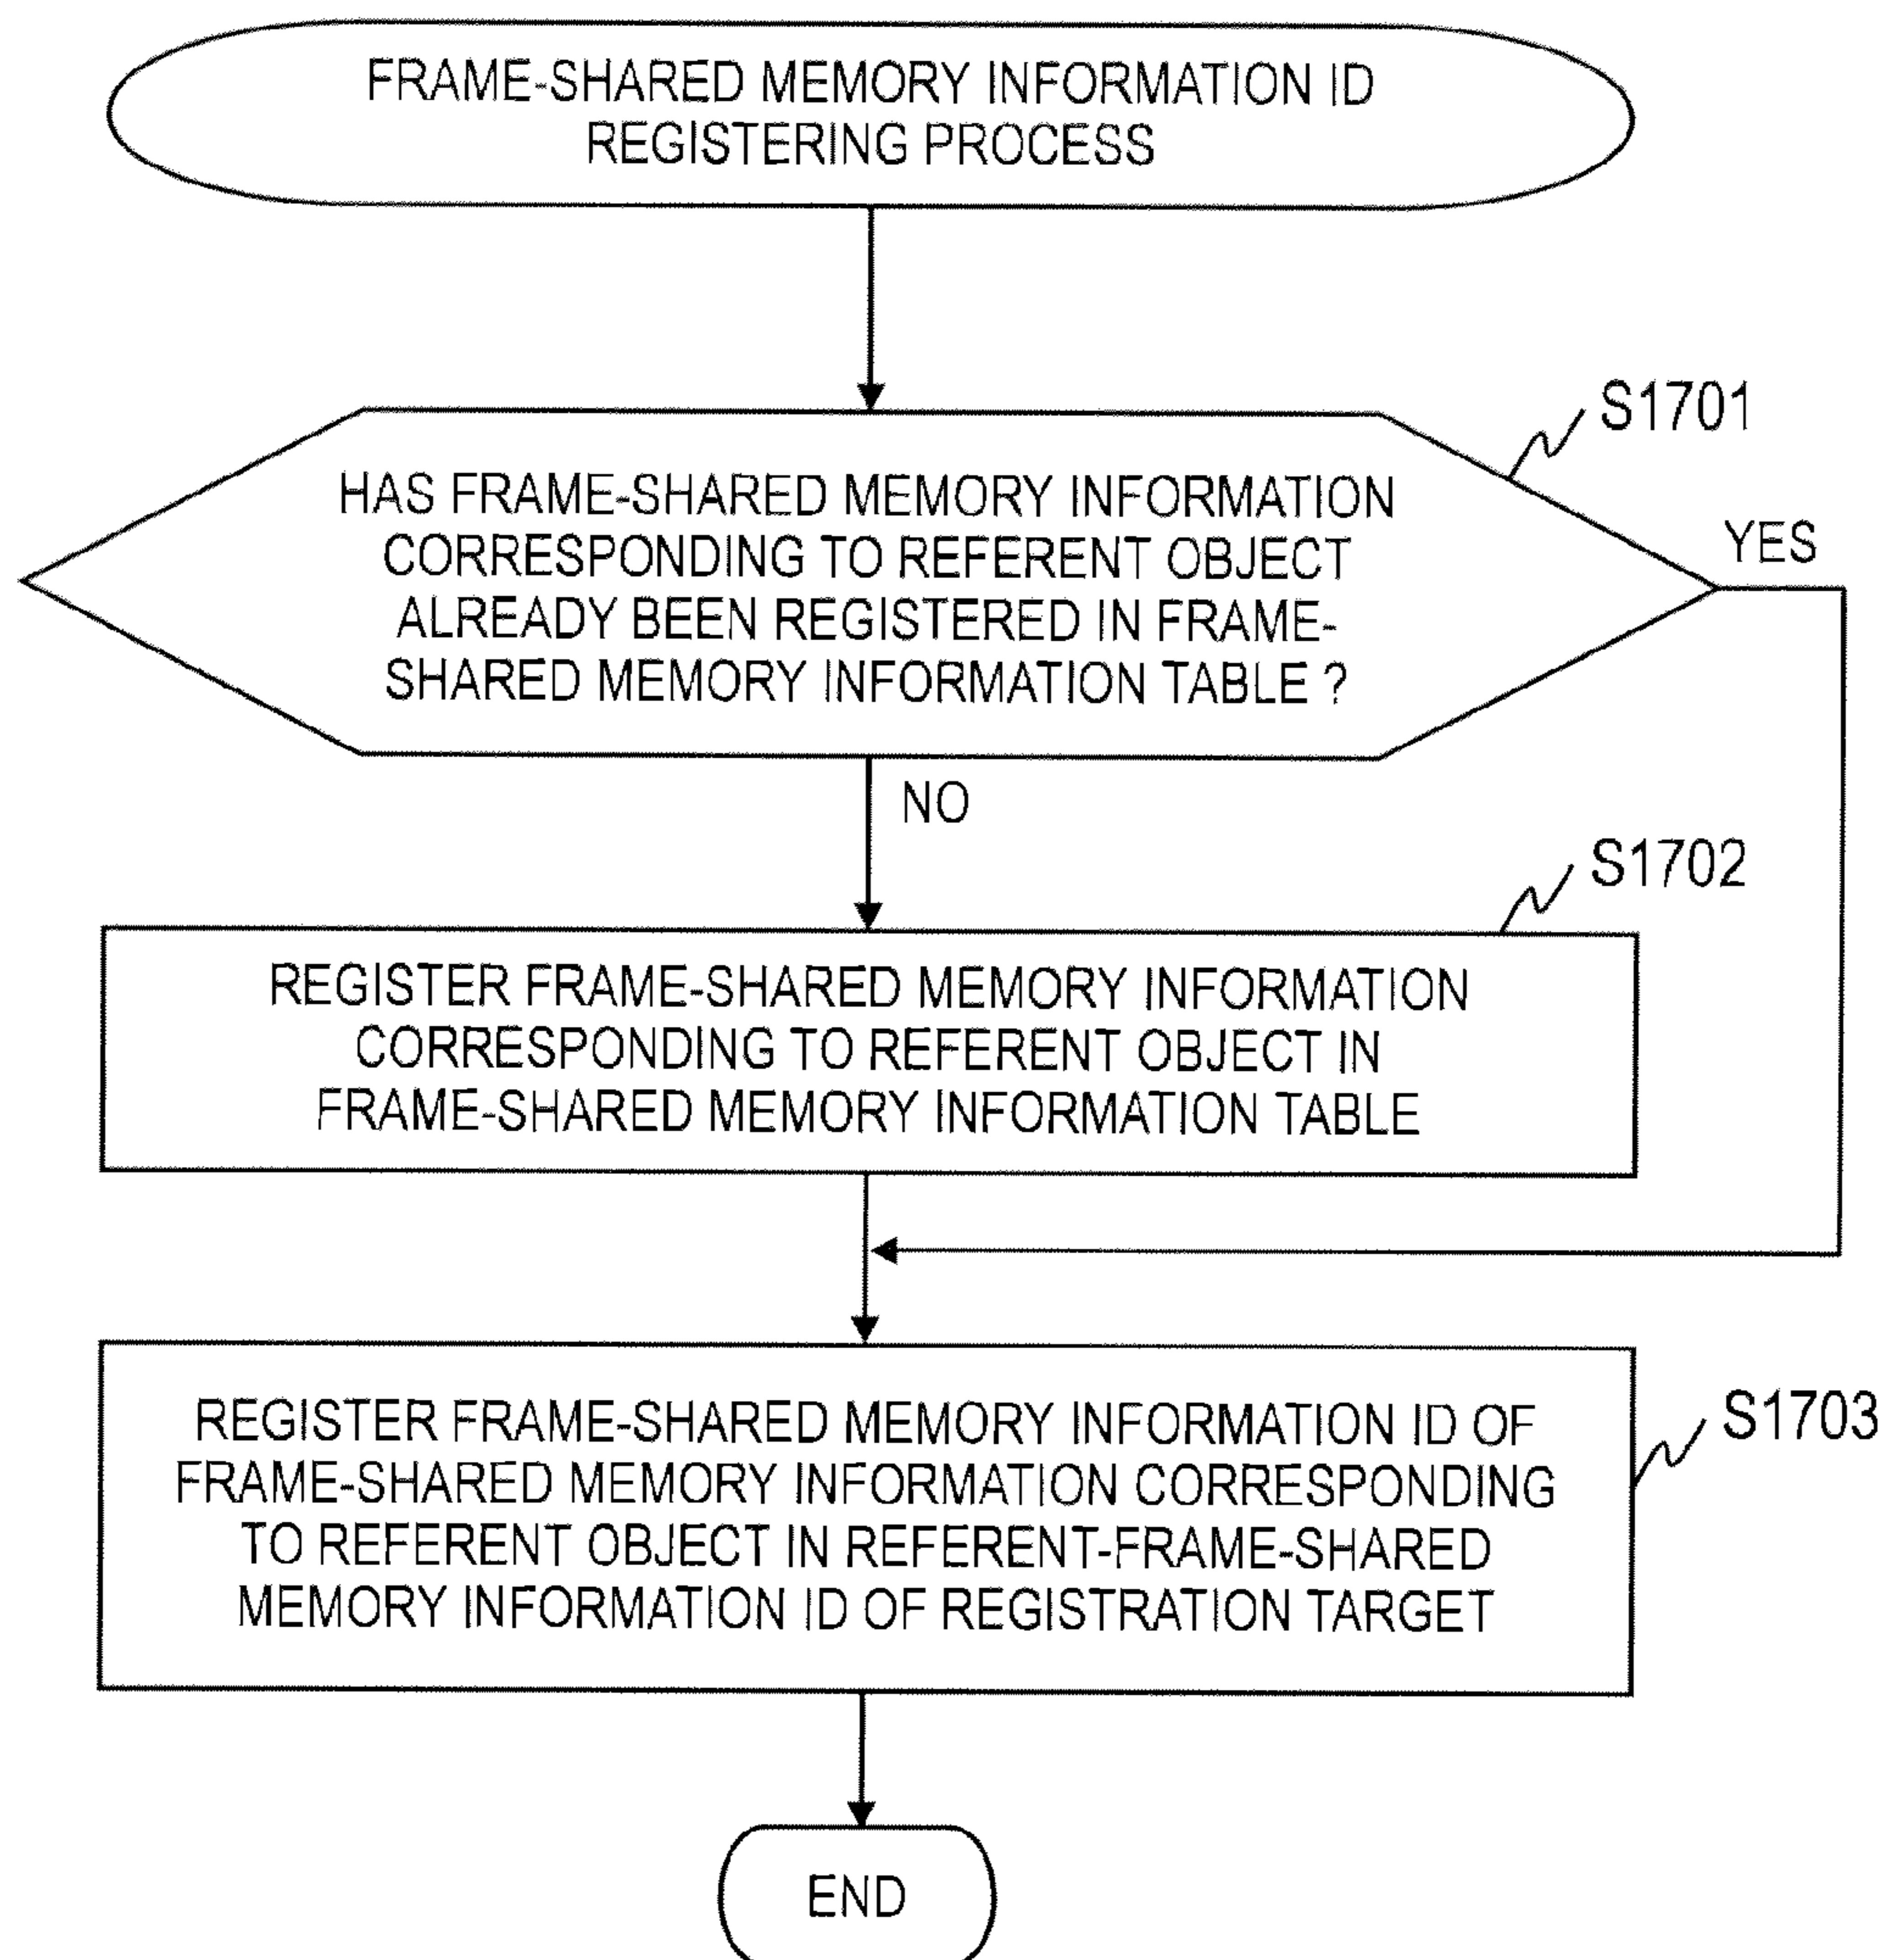 FRAME-SHARED MEMORY INFORMATION ID
REGISTERING PROCESS
S1701
HAS FRAME-SHARED MEMORY INFORMATION
CORRESPONDING TO REFERENT OBJECT
ALREADY BEEN REGISTERED IN FRAME-
SHARED MEMORY INFORMATION TABLE ?
YES
NO
S1702
REGISTER FRAME-SHARED MEMORY INFORMATION
CORRESPONDING TO REFERENT OBJECT IN
FRAME-SHARED MEMORY INFORMATION TABLE
S1703
REGISTER FRAME-SHARED MEMORY INFORMATION ID OF
FRAME-SHARED MEMORY INFORMATION CORRESPONDING
TO REFERENT OBJECT IN REFERENT-FRAME-SHARED
MEMORY INFORMATION ID OF REGISTRATION TARGET
END